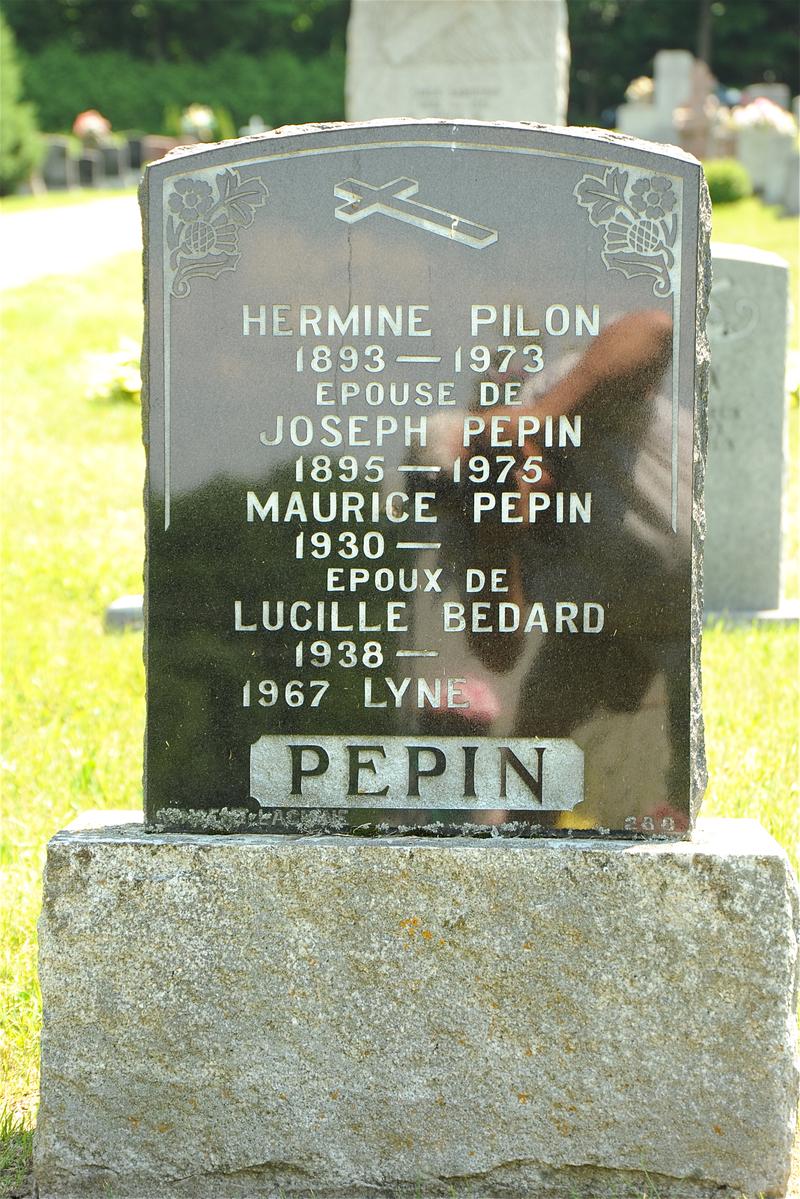 HERMINE PILON
1893 — 1973
EPOUSE DE
JOSEPH PEPIN
1895 — 1975
MAURICE PEPIN
1930 —
EPOUX DE
LUCILLE BEDARD
1938 —
1967 LYNE
PEPIN